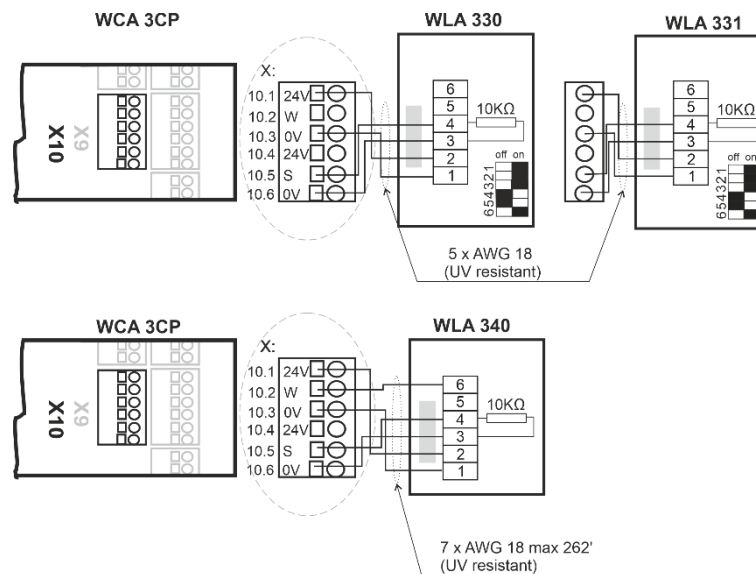 WCA 3CP
WLA 330
WLA 331
X10
X9
X:
10.1 24V
10.2 W
10.3 0V
10.4 24V
10.5 S
10.6 0V
6
5
4
3
2
1
10KΩ
off on
654321
6
5
4
3
2
1
10KΩ
off on
654321
5 x AWG 18
(UV resistant)
WCA 3CP
WLA 340
X10
X9
X:
10.1 24V
10.2 W
10.3 0V
10.4 24V
10.5 S
10.6 0V
6
5
4
3
2
1
10KΩ
7 x AWG 18 max 262'
(UV resistant)